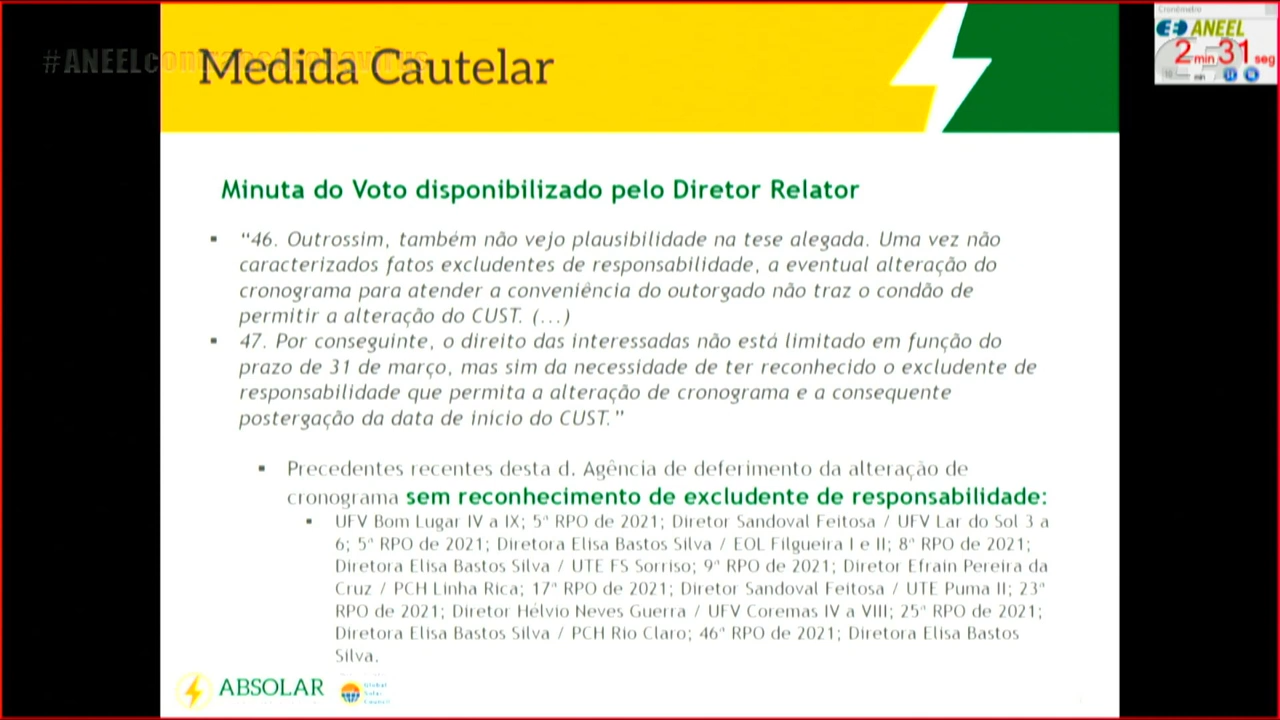 #ANEELcontraocoronavírus
Medida Cautelar
Cronômetro
ANEEL
2 min 31 seg
Minuta do Voto disponibilizado pelo Diretor Relator
▪ “46. Outrossim, também não vejo plausibilidade na tese alegada. Uma vez não
caracterizados fatos excludentes de responsabilidade, a eventual alteração do
cronograma para atender a conveniência do outorgado não traz o condão de
permitir a alteração do CUST. (...)
▪ 47. Por conseguinte, o direito das interessadas não está limitado em função do
prazo de 31 de março, mas sim da necessidade de ter reconhecido o excludente de
responsabilidade que permita a alteração de cronograma e a consequente
postergação da data de inicio do CUST.”
▪ Precedentes recentes desta d. Agência de deferimento da alteração de
cronograma sem reconhecimento de excludente de responsabilidade:
▪ UFV Bom Lugar IV a IX; 5ª RPO de 2021; Diretor Sandoval Feitosa / UFV Lar do Sol 3 a
6; 5ª RPO de 2021; Diretora Elisa Bastos Silva / EOL Filgueira I e II; 8ª RPO de 2021;
Diretora Elisa Bastos Silva / UTE FS Sorriso; 9ª RPO de 2021; Diretor Efrain Pereira da
Cruz / PCH Linha Rica; 17ª RPO de 2021; Diretor Sandoval Feitosa / UTE Puma II; 23ª
RPO de 2021; Diretor Hélvio Neves Guerra / UFV Coremas IV a VIII; 25ª RPO de 2021;
Diretora Elisa Bastos Silva / PCH Rio Claro; 46ª RPO de 2021; Diretora Elisa Bastos
Silva.
ABSOLAR
Global
Solar
Council